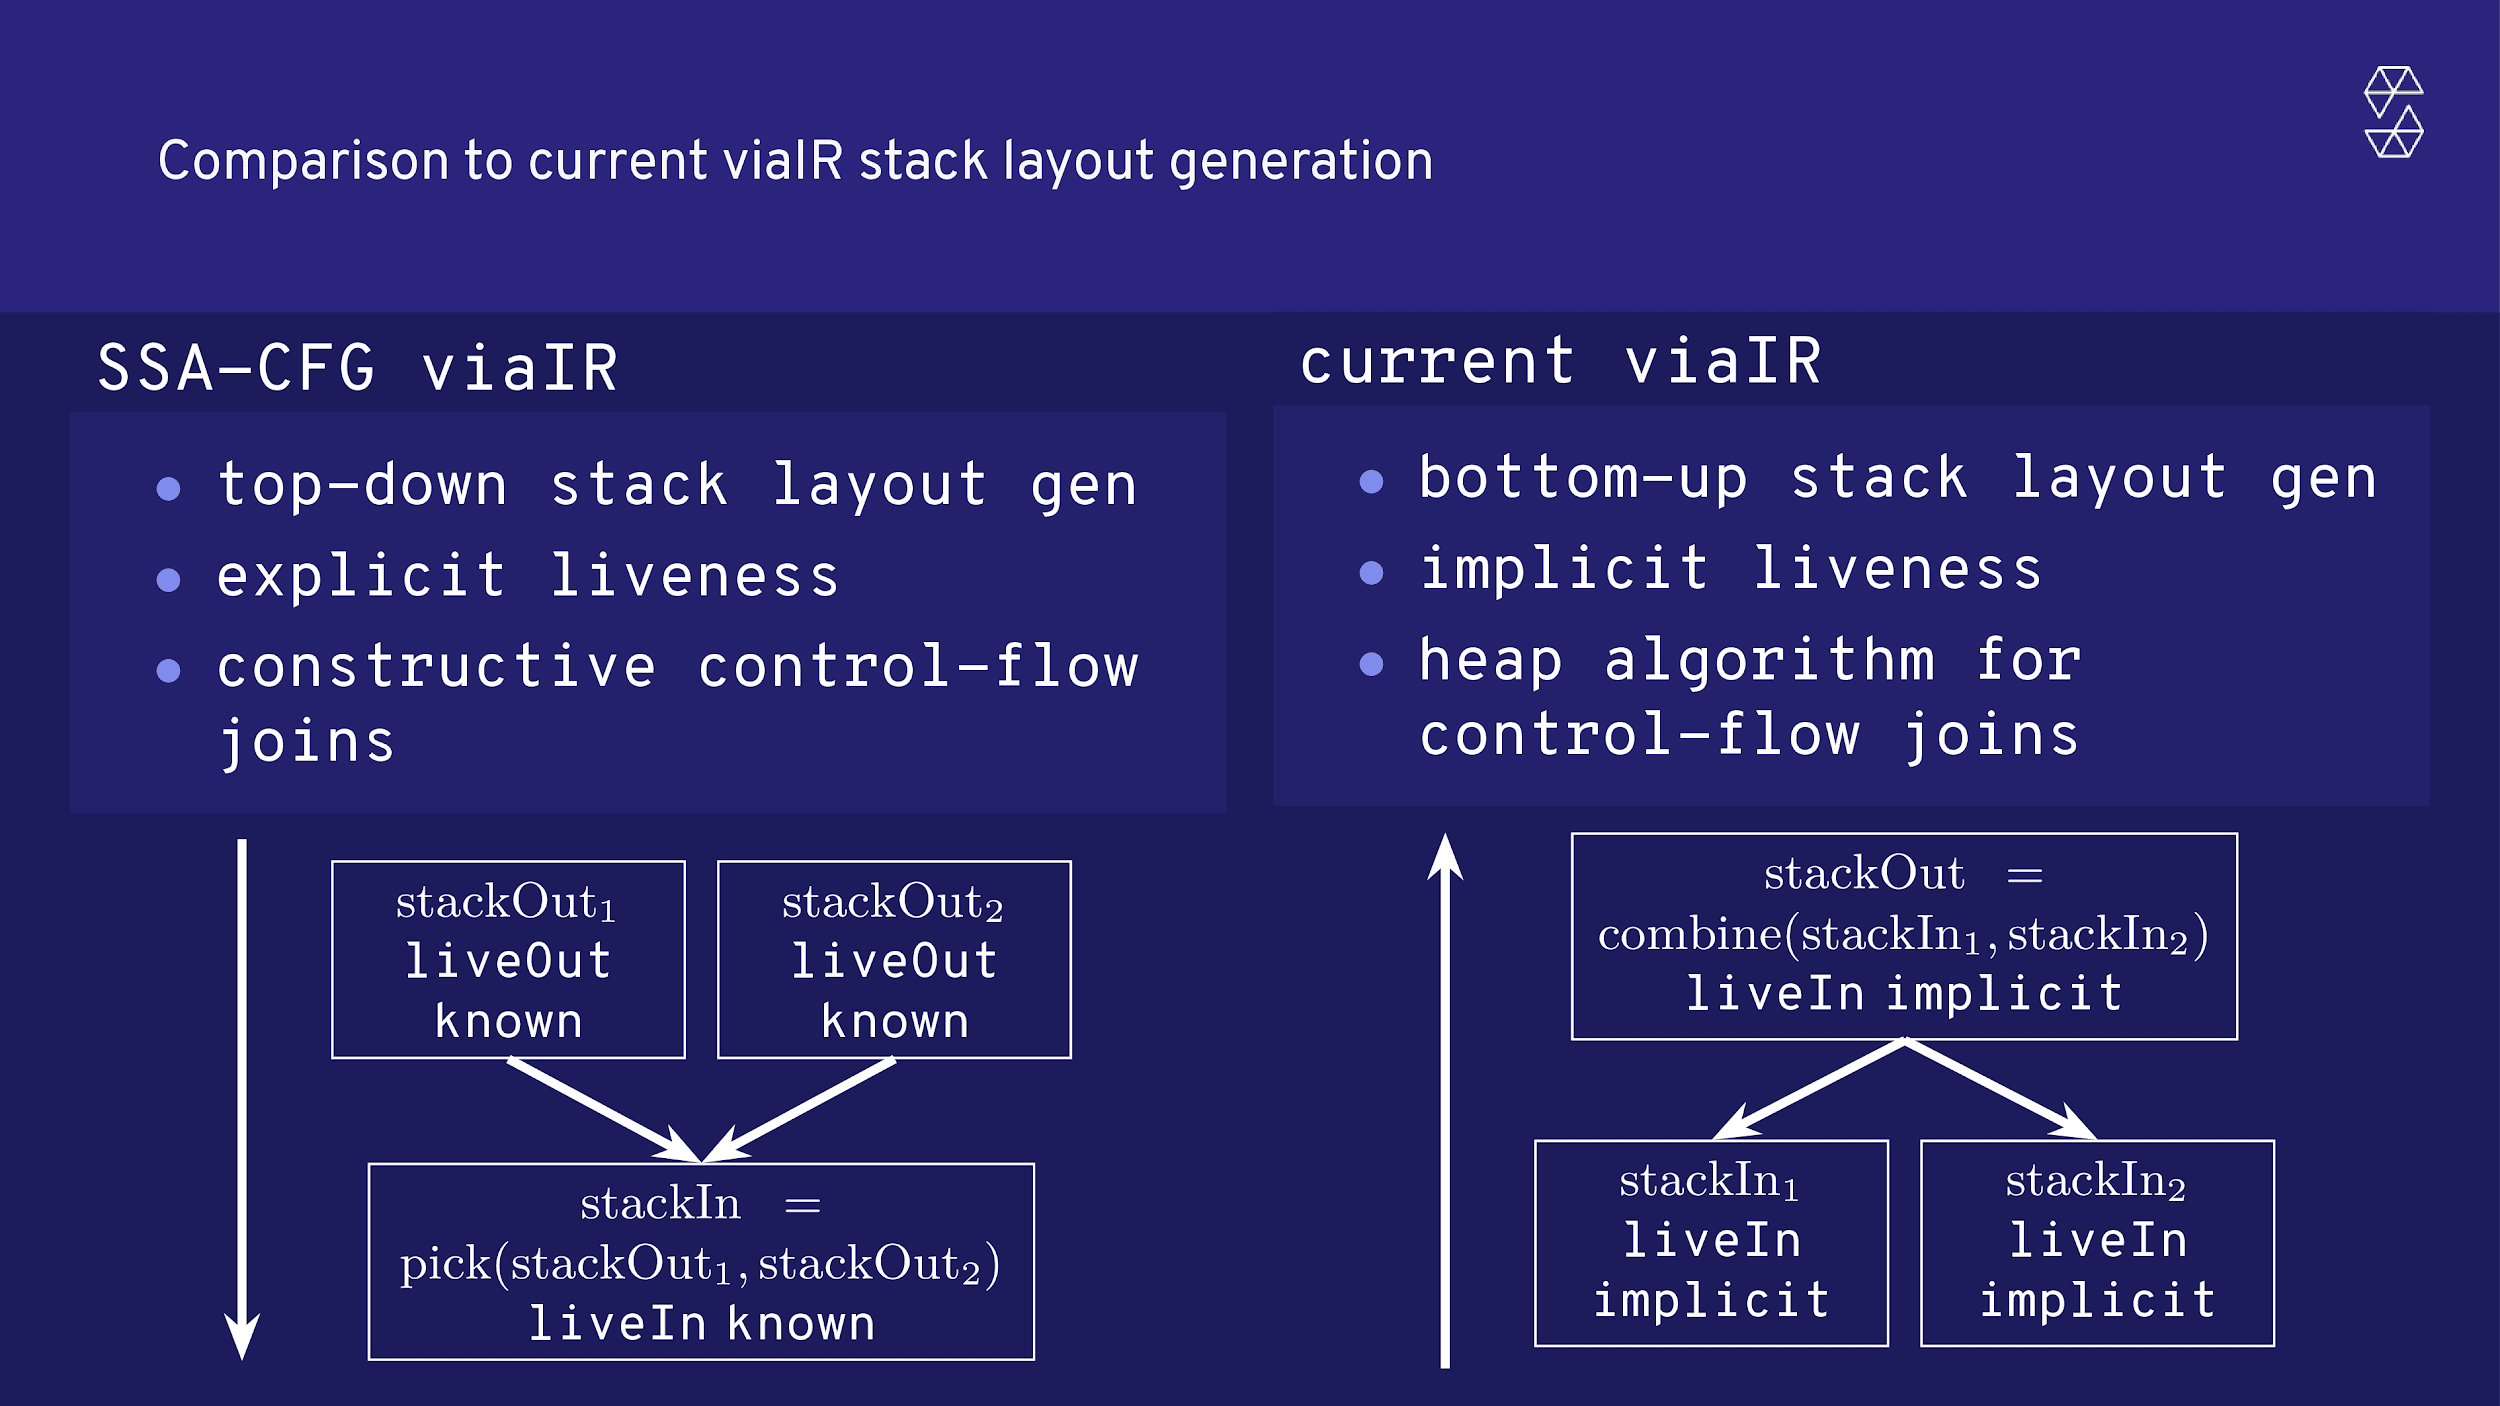 Comparison to current viaIR stack layout generation
SSA-CFG viaIR
• top-down stack layout gen
• explicit liveness
• constructive control-flow
joins
stackOut₁
liveOut
known
stackOut₂
liveOut
known
stackIn =
pick(stackOut₁, stackOut₂)
liveIn known
current viaIR
• bottom-up stack layout gen
• implicit liveness
• heap algorithm for
control-flow joins
stackOut =
combine(stackIn₁, stackIn₂)
liveIn implicit
stackIn₁
liveIn
implicit
stackIn₂
liveIn
implicit